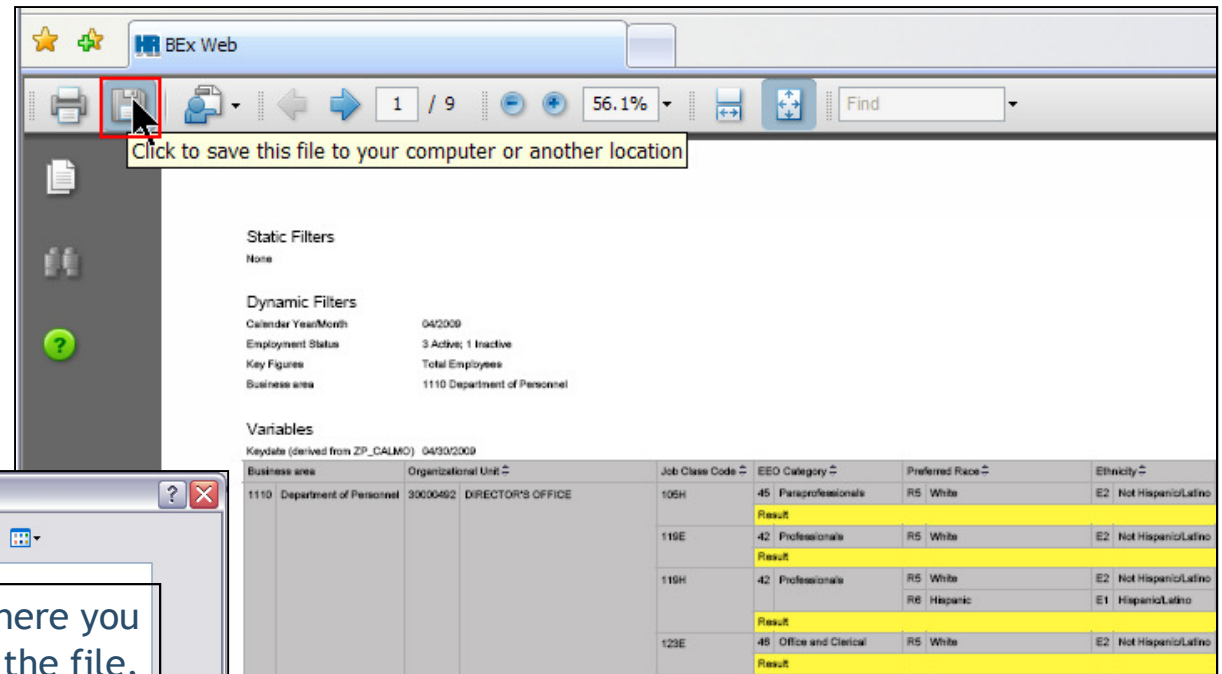 BEx Web
1 / 9 56.1% Find
Click to save this file to your computer or another location
Static Filters
None
Dynamic Filters
Calendar Year/Month 04/2009
Employment Status 3 Active; 1 Inactive
Key Figures Total Employees
Business area 1110 Department of Personnel
Variables
Keydate (derived from ZP_CALMO) 04/30/2009
Business area Organizational Unit Job Class Code EEO Category Preferred Race Ethnicity
1110 Department of Personnel 30000492 DIRECTOR'S OFFICE 105H 45 Paraprofessionals R5 White E2 Not Hispanic/Latino
Result
119E 42 Professionals R5 White E2 Not Hispanic/Latino
Result
119H 42 Professionals R5 White E2 Not Hispanic/Latino
R6 Hispanic E1 Hispanic/Latino
Result
123E 46 Office and Clerical R5 White E2 Not Hispanic/Latino
Result
here you
the file.